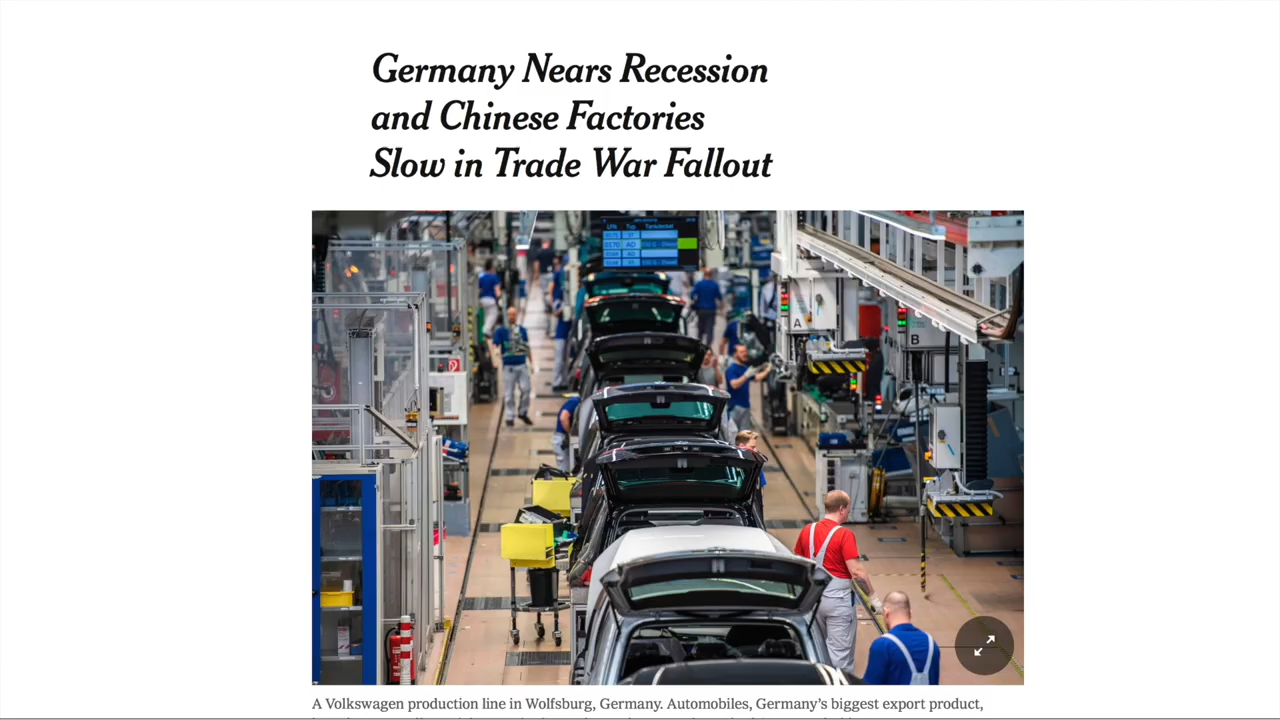 Germany Nears Recession
and Chinese Factories
Slow in Trade War Fallout
A
B
A Volkswagen production line in Wolfsburg, Germany. Automobiles, Germany’s biggest export product,